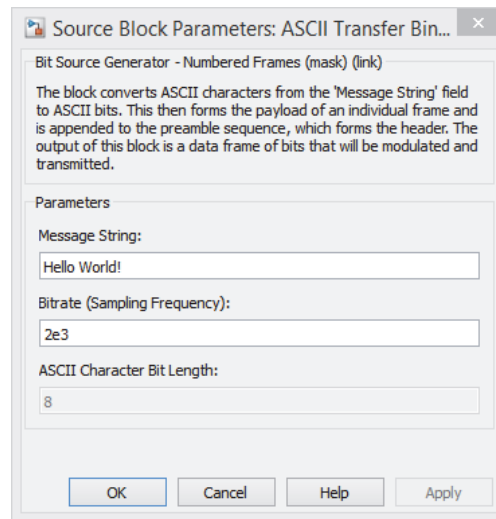 Source Block Parameters: ASCII Transfer Bin...
Bit Source Generator - Numbered Frames (mask) (link)
The block converts ASCII characters from the 'Message String' field
to ASCII bits. This then forms the payload of an individual frame and
is appended to the preamble sequence, which forms the header. The
output of this block is a data frame of bits that will be modulated and
transmitted.
Parameters
Message String:
Hello World!
Bitrate (Sampling Frequency):
2e3
ASCII Character Bit Length:
8
OK Cancel Help Apply